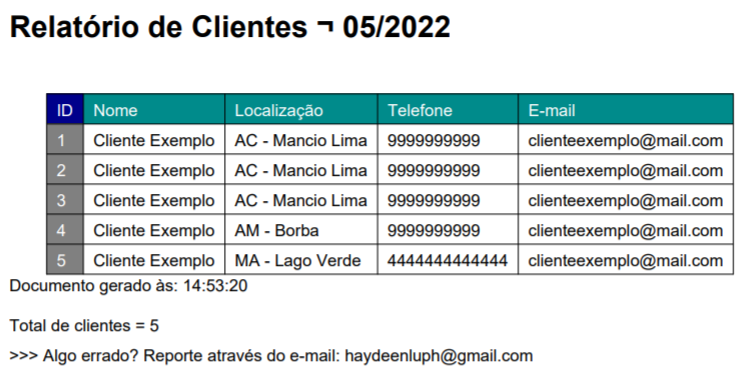 Relatório de Clientes ¬ 05/2022
ID Nome Localização Telefone E-mail
1 Cliente Exemplo AC - Mancio Lima 9999999999 clienteexemplo@mail.com
2 Cliente Exemplo AC - Mancio Lima 9999999999 clienteexemplo@mail.com
3 Cliente Exemplo AC - Mancio Lima 9999999999 clienteexemplo@mail.com
4 Cliente Exemplo AM - Borba 9999999999 clienteexemplo@mail.com
5 Cliente Exemplo MA - Lago Verde 4444444444444 clienteexemplo@mail.com
Documento gerado às: 14:53:20
Total de clientes = 5
>>> Algo errado? Reporte através do e-mail: haydeenluph@gmail.com